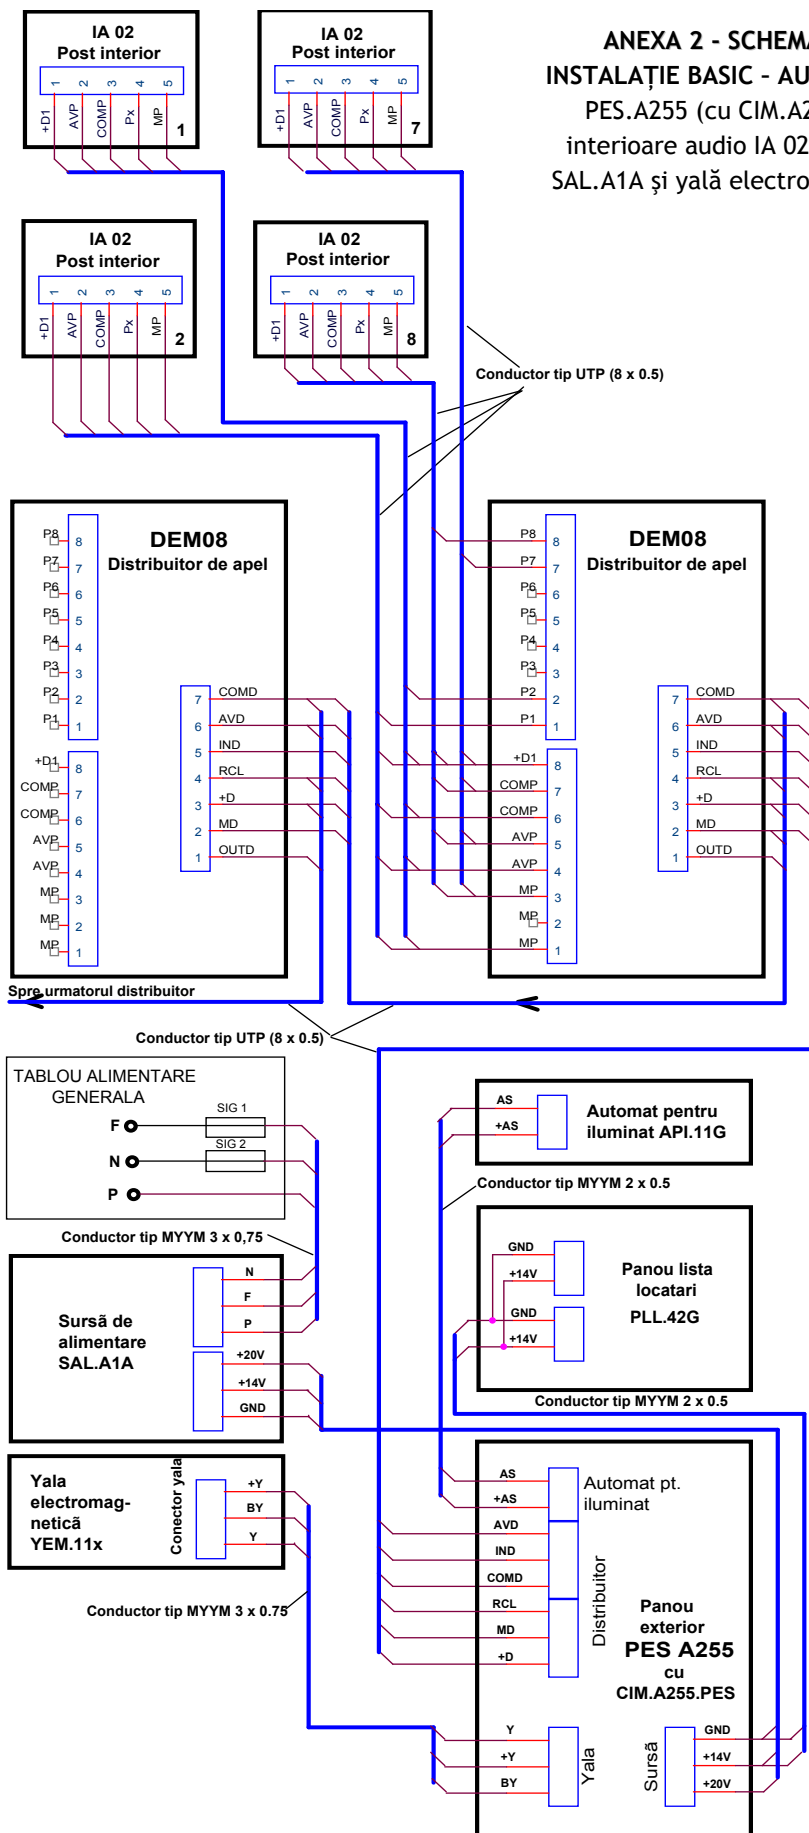 ANEXA 2 - SCHEMA
INSTALAȚIE BASIC - AU
PES.A255 (cu CIM.A2
interioare audio IA 02
SAL.A1A și yală electro
IA 02
Post interior
1 2 3 4 5
+D1 AVP COMP Px MP
1
IA 02
Post interior
1 2 3 4 5
+D1 AVP COMP Px MP
7
IA 02
Post interior
1 2 3 4 5
+D1 AVP COMP Px MP
2
IA 02
Post interior
1 2 3 4 5
+D1 AVP COMP Px MP
8
Conductor tip UTP (8 x 0.5)
DEM08
Distribuitor de apel
P8 8
P7 7
P6 6
P5 5
P4 4
P3 3
P2 2
P1 1
+D1 8
COMP 7
COMP 6
AVP 5
AVP 4
MP 3
MP 2
MP 1
7 COMD
6 AVD
5 IND
4 RCL
3 +D
2 MD
1 OUTD
DEM08
Distribuitor de apel
P8 8
P7 7
P6 6
P5 5
P4 4
P3 3
P2 2
P1 1
+D1 8
COMP 7
COMP 6
AVP 5
AVP 4
MP 3
MP 2
MP 1
7 COMD
6 AVD
5 IND
4 RCL
3 +D
2 MD
1 OUTD
Spre urmatorul distribuitor
Conductor tip UTP (8 x 0.5)
TABLOU ALIMENTARE
GENERALA
F SIG 1
N SIG 2
P
Conductor tip MYYM 3 x 0,75
Sursã de
alimentare
SAL.A1A
N
F
P
+20V
+14V
GND
Yala
electromag-
neticã
YEM.11x
Conector yala
+Y
BY
Y
Conductor tip MYYM 3 x 0.75
AS
+AS
Automat pentru
iluminat API.11G
Conductor tip MYYM 2 x 0.5
GND
+14V
GND
+14V
Panou lista
locatari
PLL.42G
Conductor tip MYYM 2 x 0.5
AS
+AS
Automat pt.
iluminat
AVD
IND
COMD
RCL
MD
+D
Distribuitor
Panou
exterior
PES A255
cu
CIM.A255.PES
Y
+Y
BY
Yala
Sursã
GND
+14V
+20V